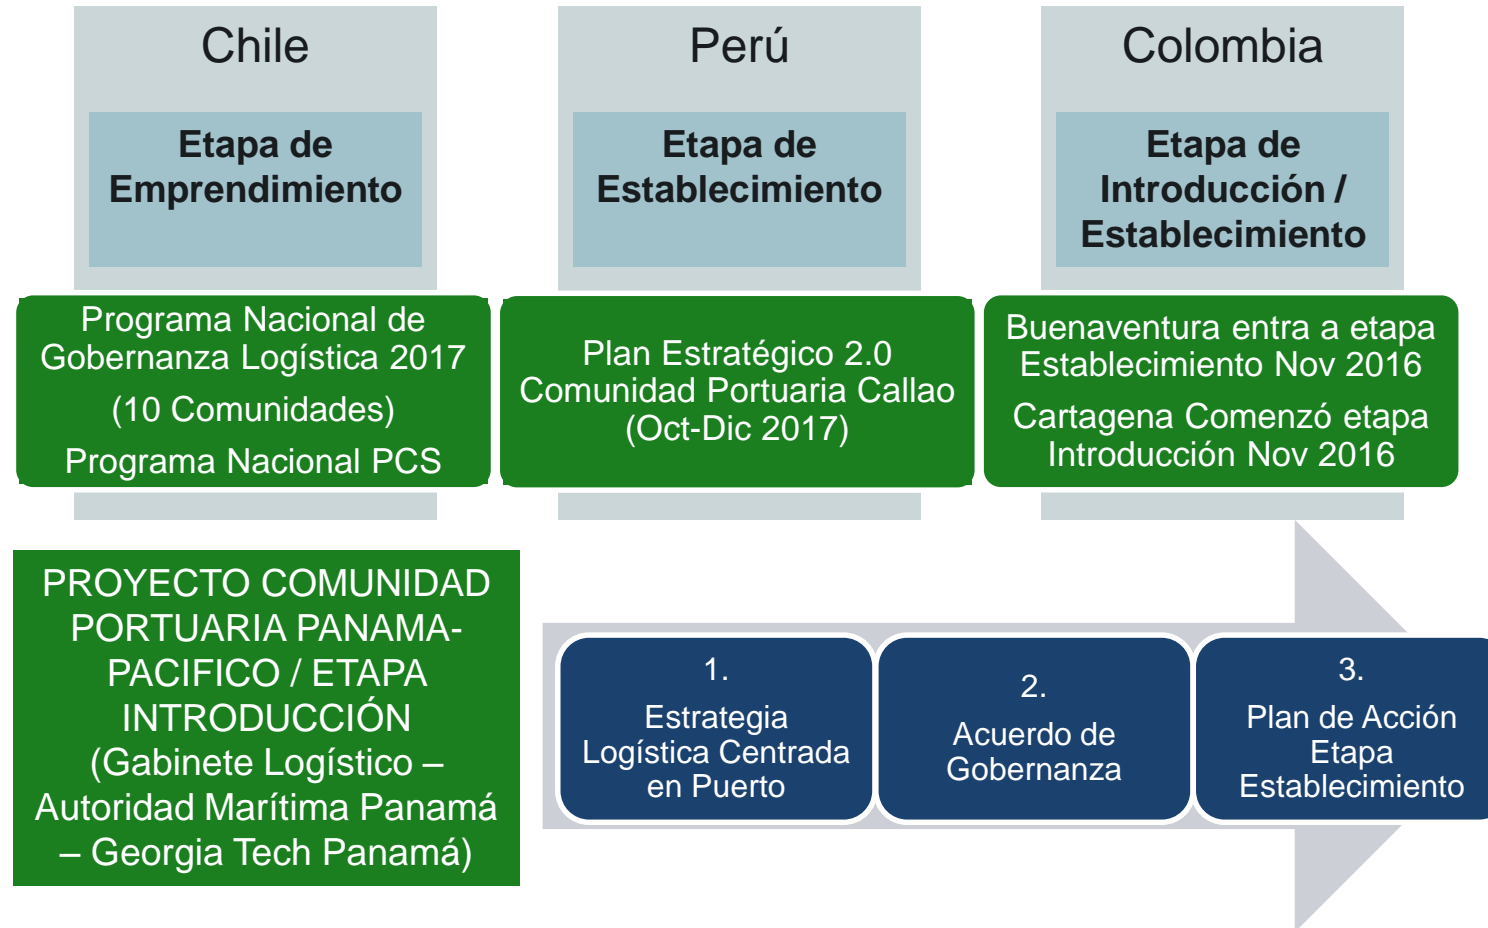 Chile
Etapa de
Emprendimiento
Programa Nacional de
Gobernanza Logística 2017
(10 Comunidades)
Programa Nacional PCS
Perú
Etapa de
Establecimiento
Plan Estratégico 2.0
Comunidad Portuaria Callao
(Oct-Dic 2017)
Colombia
Etapa de
Introducción /
Establecimiento
Buenaventura entra a etapa
Establecimiento Nov 2016
Cartagena Comenzó etapa
Introducción Nov 2016
PROYECTO COMUNIDAD
PORTUARIA PANAMA-
PACIFICO / ETAPA
INTRODUCCIÓN
(Gabinete Logístico –
Autoridad Marítima Panamá
– Georgia Tech Panamá)
1.
Estrategia
Logística Centrada
en Puerto
2.
Acuerdo de
Gobernanza
3.
Plan de Acción
Etapa
Establecimiento